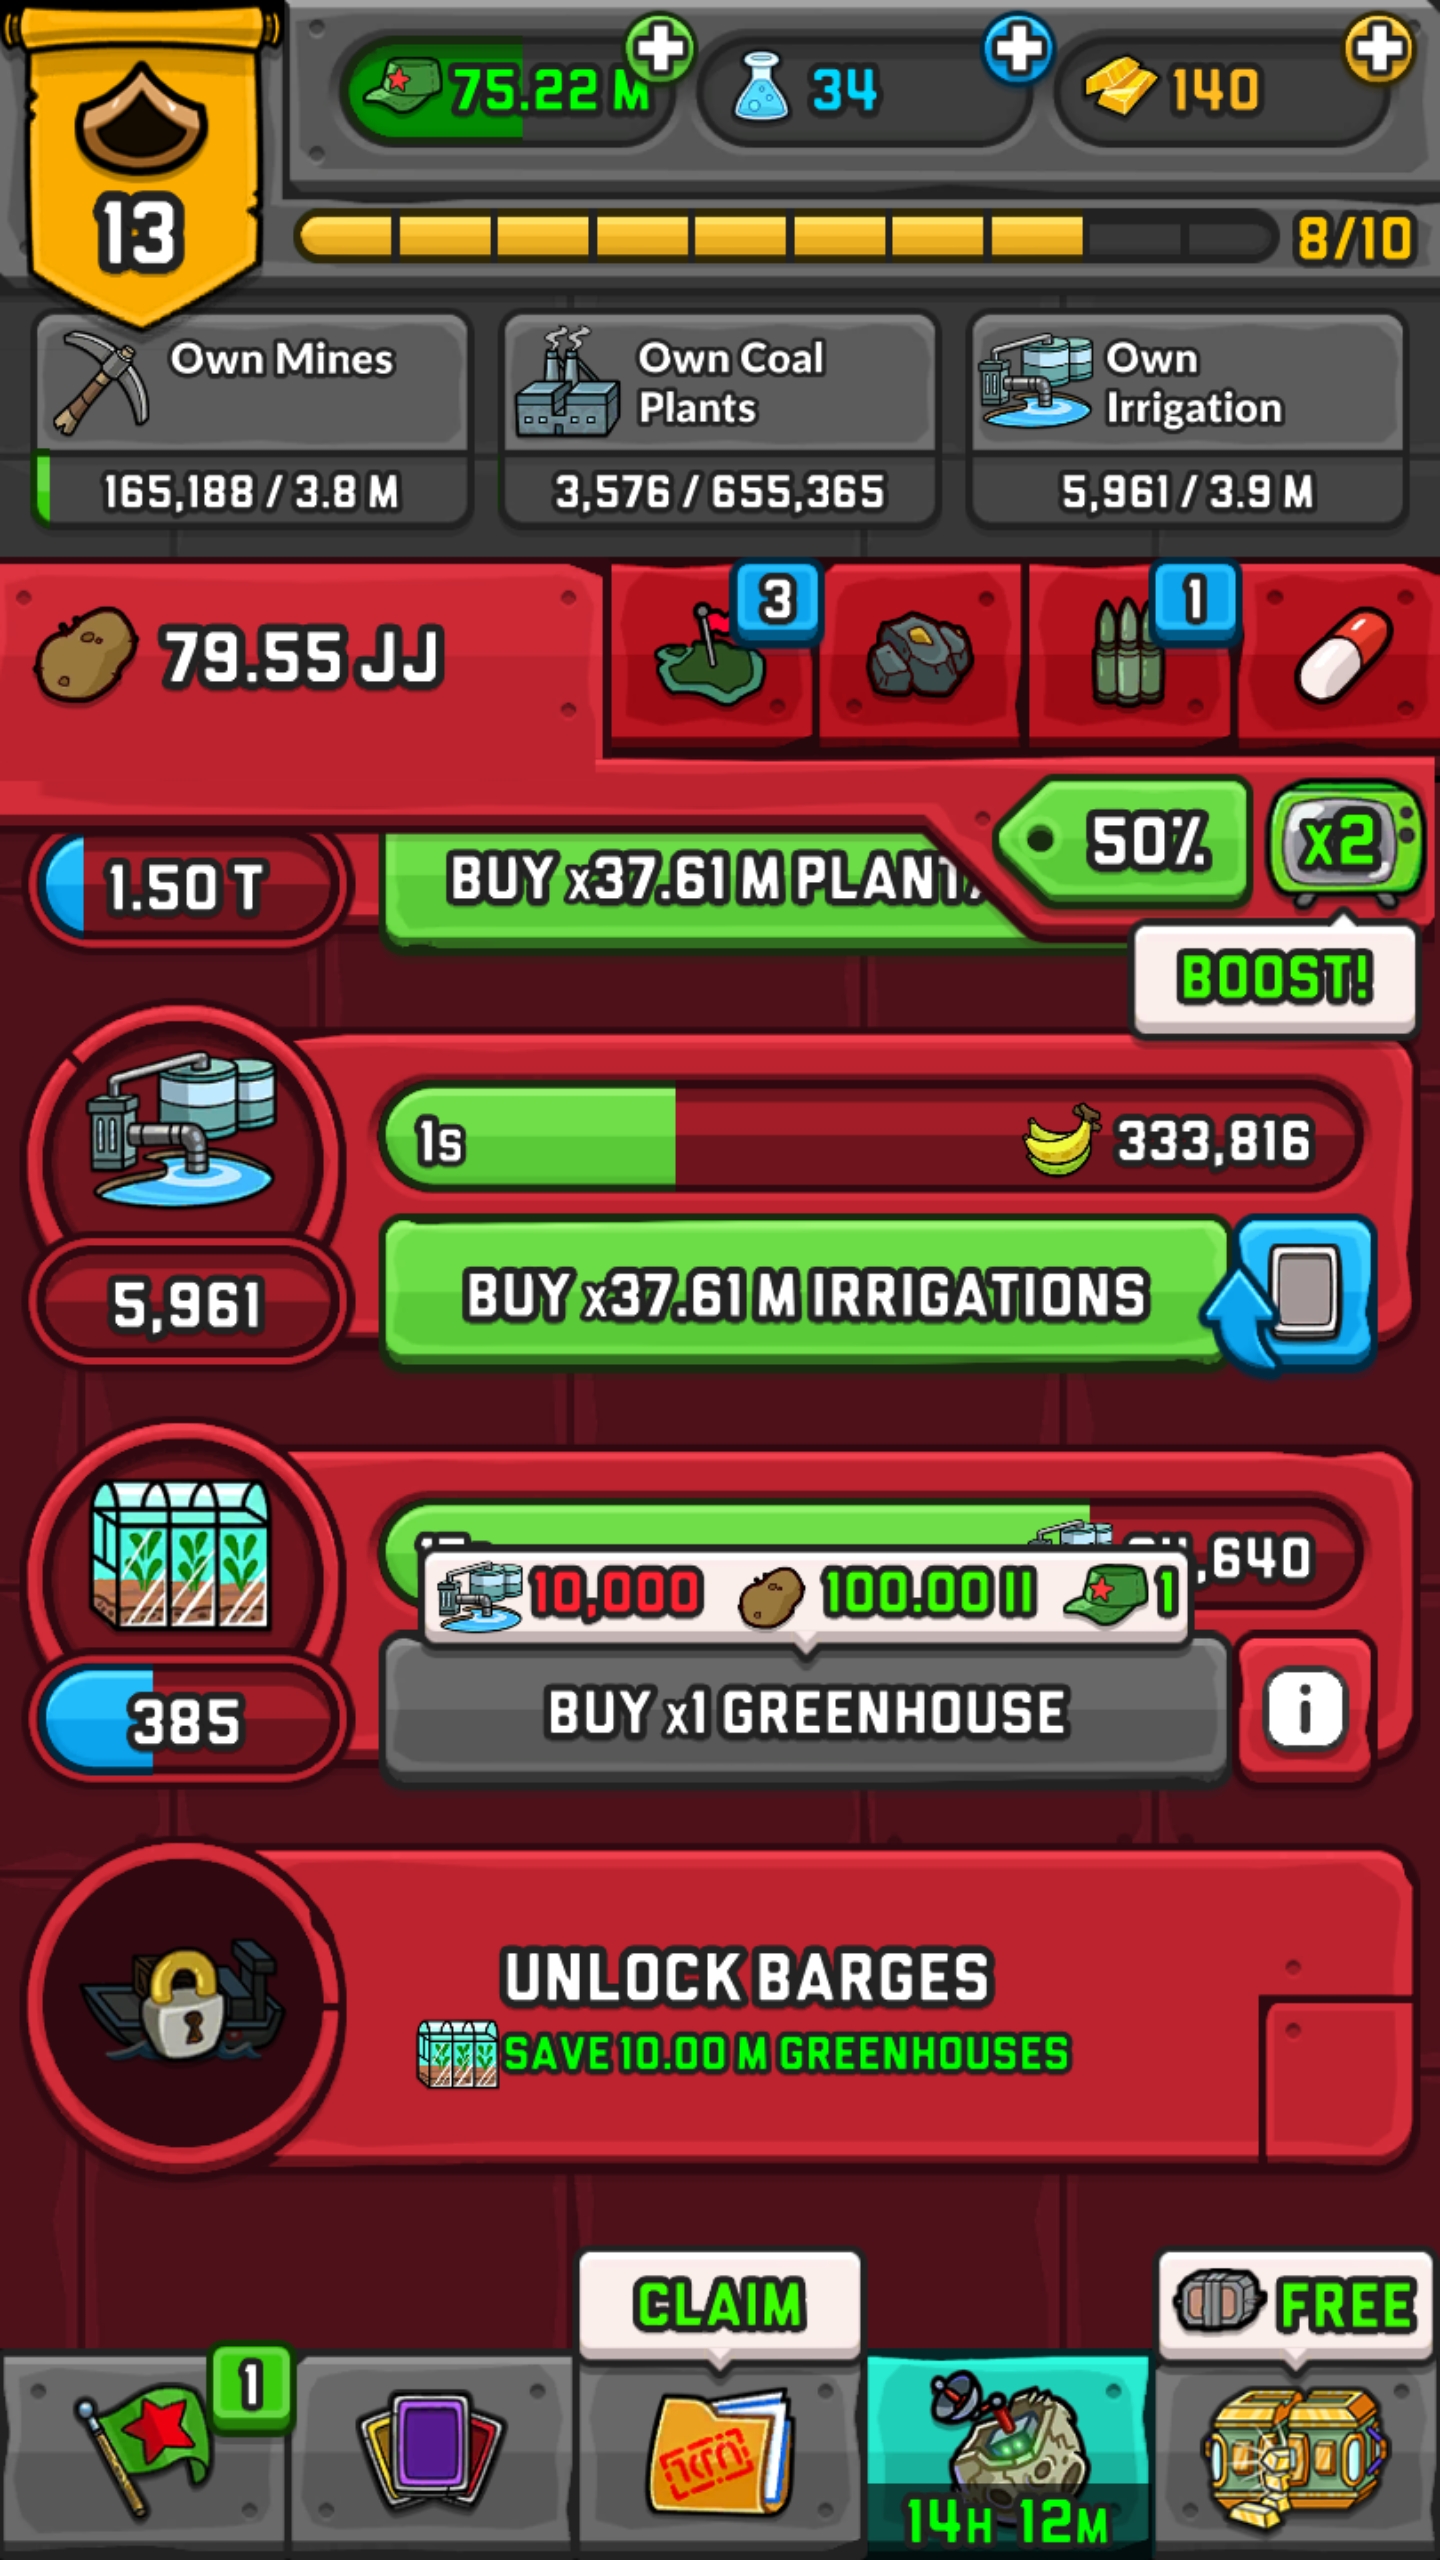 75.22 M
34
140
13
8/10
Own Mines
165,188 / 3.8 M
Own Coal
Plants
3,576 / 655,365
Own
Irrigation
5,961 / 3.9 M
79.55 JJ
3
1
50%
x2
BOOST!
1.50 T
BUY x37.61 M
1s
333,816
5,961
BUY x37.61 M IRRIGATIONS
,640
10,000
100.00 II
1
385
BUY x1 GREENHOUSE
i
UNLOCK BARGES
SAVE 10.00 M GREENHOUSES
CLAIM
FREE
1
14H 12M